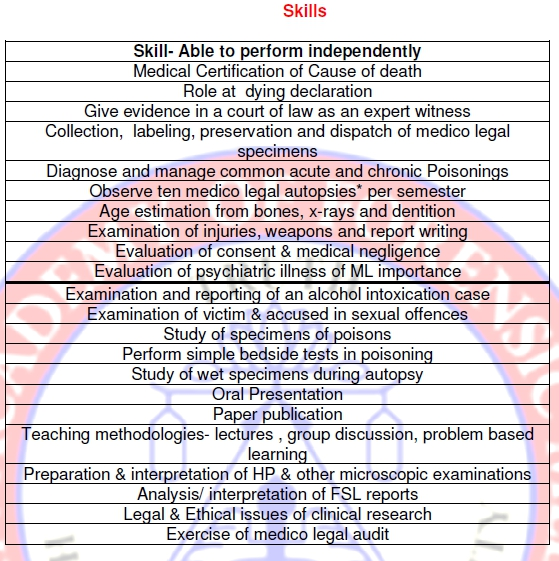 Skills
Skill- Able to perform independently
Medical Certification of Cause of death
Role at dying declaration
Give evidence in a court of law as an expert witness
Collection, labeling, preservation and dispatch of medico legal
specimens
Diagnose and manage common acute and chronic Poisonings
Observe ten medico legal autopsies* per semester
Age estimation from bones, x-rays and dentition
Examination of injuries, weapons and report writing
Evaluation of consent & medical negligence
Evaluation of psychiatric illness of ML importance
Examination and reporting of an alcohol intoxication case
Examination of victim & accused in sexual offences
Study of specimens of poisons
Perform simple bedside tests in poisoning
Study of wet specimens during autopsy
Oral Presentation
Paper publication
Teaching methodologies- lectures , group discussion, problem based
learning
Preparation & interpretation of HP & other microscopic examinations
Analysis/ interpretation of FSL reports
Legal & Ethical issues of clinical research
Exercise of medico legal audit